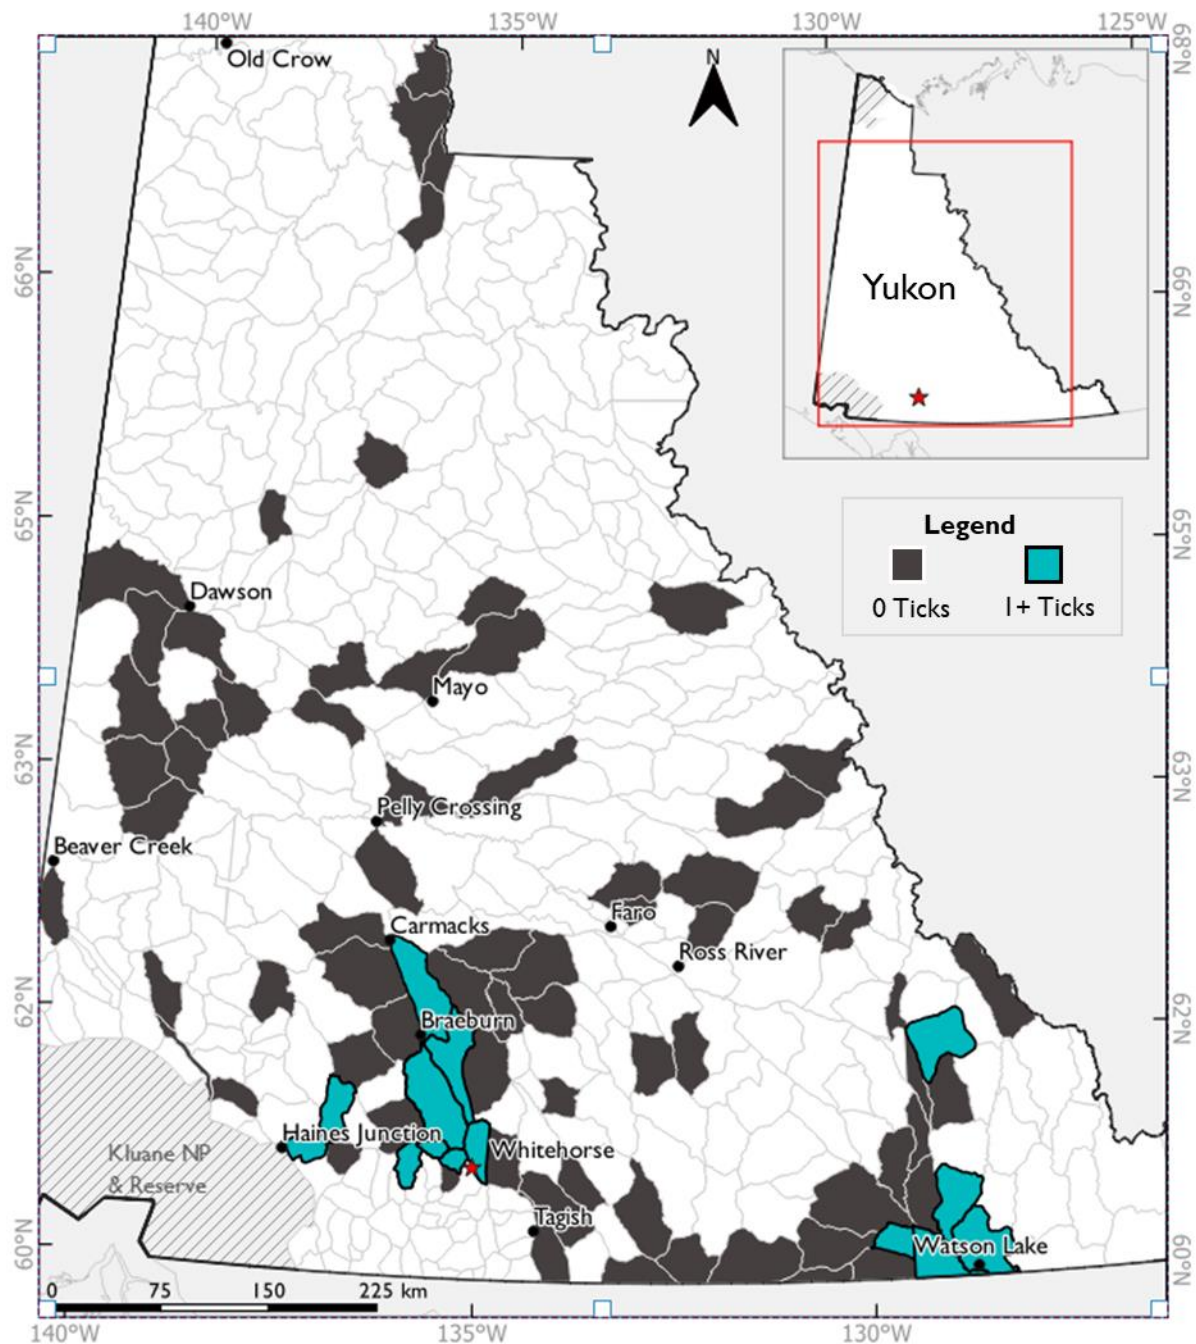 140°W 135°W 130°W 125°W
68°N
Old Crow
N
Yukon
66°N
66°N
Legend
0 Ticks 1+ Ticks
65°N
65°N
Dawson
Mayo
63°N
63°N
Pelly Crossing
Beaver Creek
Carmacks
Faro
Ross River
62°N
62°N
Braeburn
Haines Junction
Whitehorse
Kluane NP
& Reserve
Tagish
Watson Lake
60°N
60°N
0 75 150 225 km
140°W 135°W 130°W